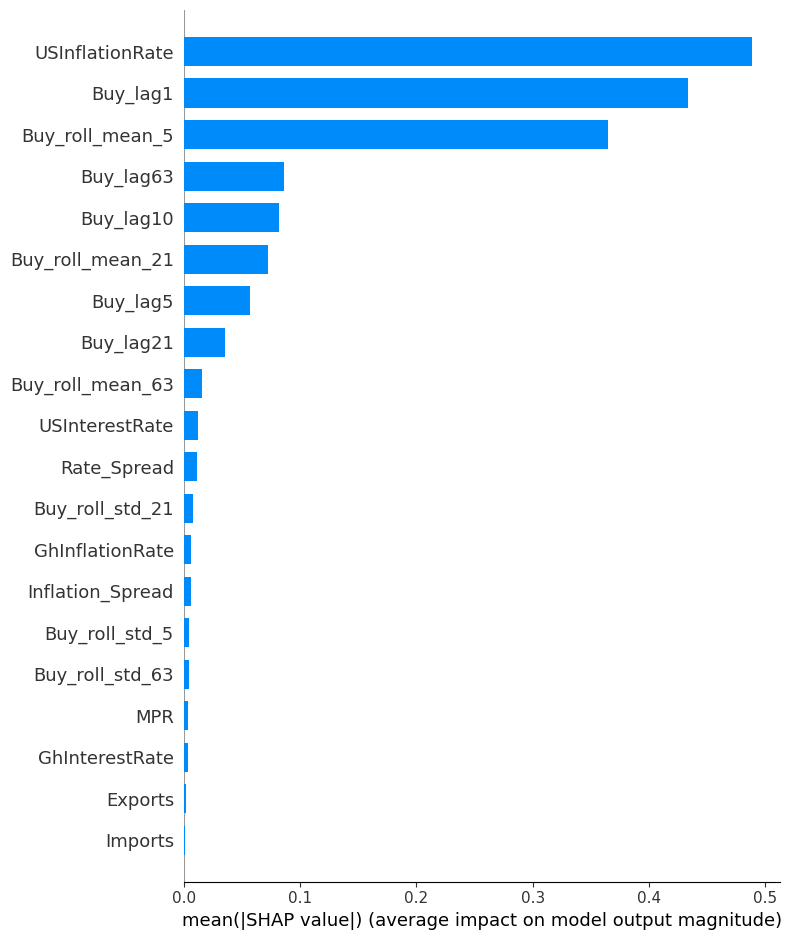 USInflationRate
Buy_lag1
Buy_roll_mean_5
Buy_lag63
Buy_lag10
Buy_roll_mean_21
Buy_lag5
Buy_lag21
Buy_roll_mean_63
USInterestRate
Rate_Spread
Buy_roll_std_21
GhInflationRate
Inflation_Spread
Buy_roll_std_5
Buy_roll_std_63
MPR
GhInterestRate
Exports
Imports
0.0 0.1 0.2 0.3 0.4 0.5
mean(|SHAP value|) (average impact on model output magnitude)